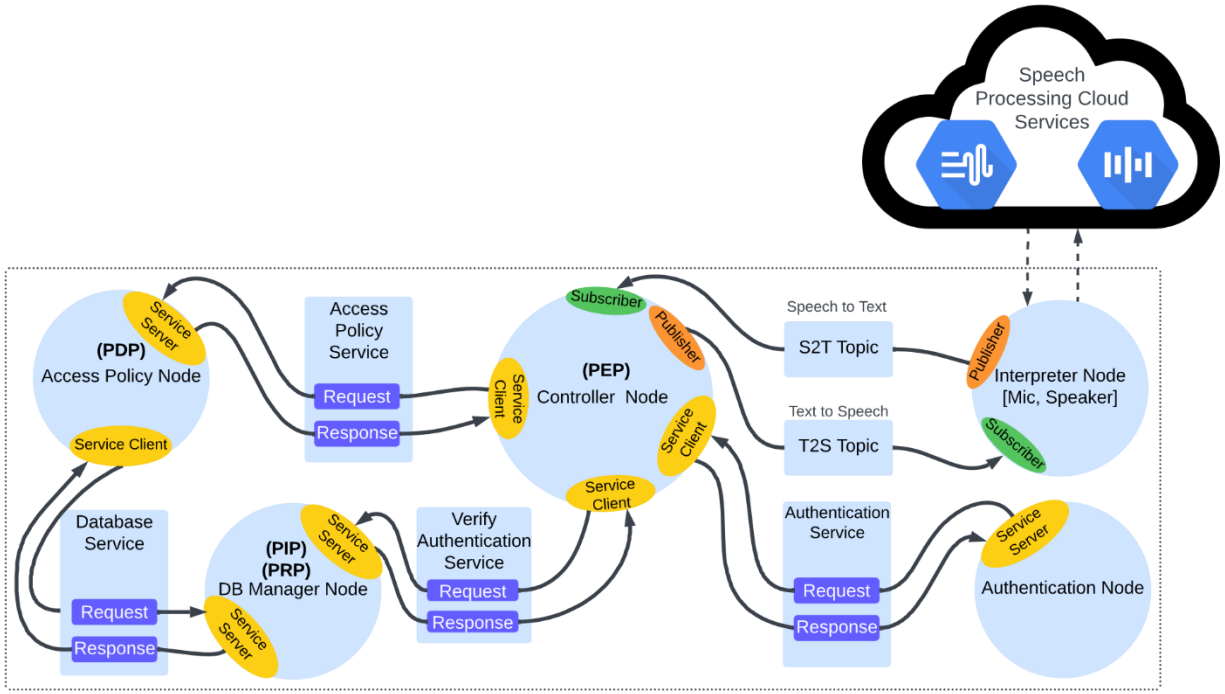 Speech
Processing Cloud
Services
Service
Server
(PDP)
Access Policy Node
Service Client
Access
Policy
Service
Request
Response
Subscriber
Publisher
(PEP)
Controller Node
Service
Client
Service
Client
Service
Client
Speech to Text
S2T Topic
Text to Speech
T2S Topic
Publisher
Interpreter Node
[Mic, Speaker]
Subscriber
Database
Service
Request
Response
Service
Server
(PIP)
(PRP)
DB Manager Node
Service
Server
Verify
Authentication
Service
Request
Response
Authentication
Service
Request
Response
Service
Server
Authentication Node